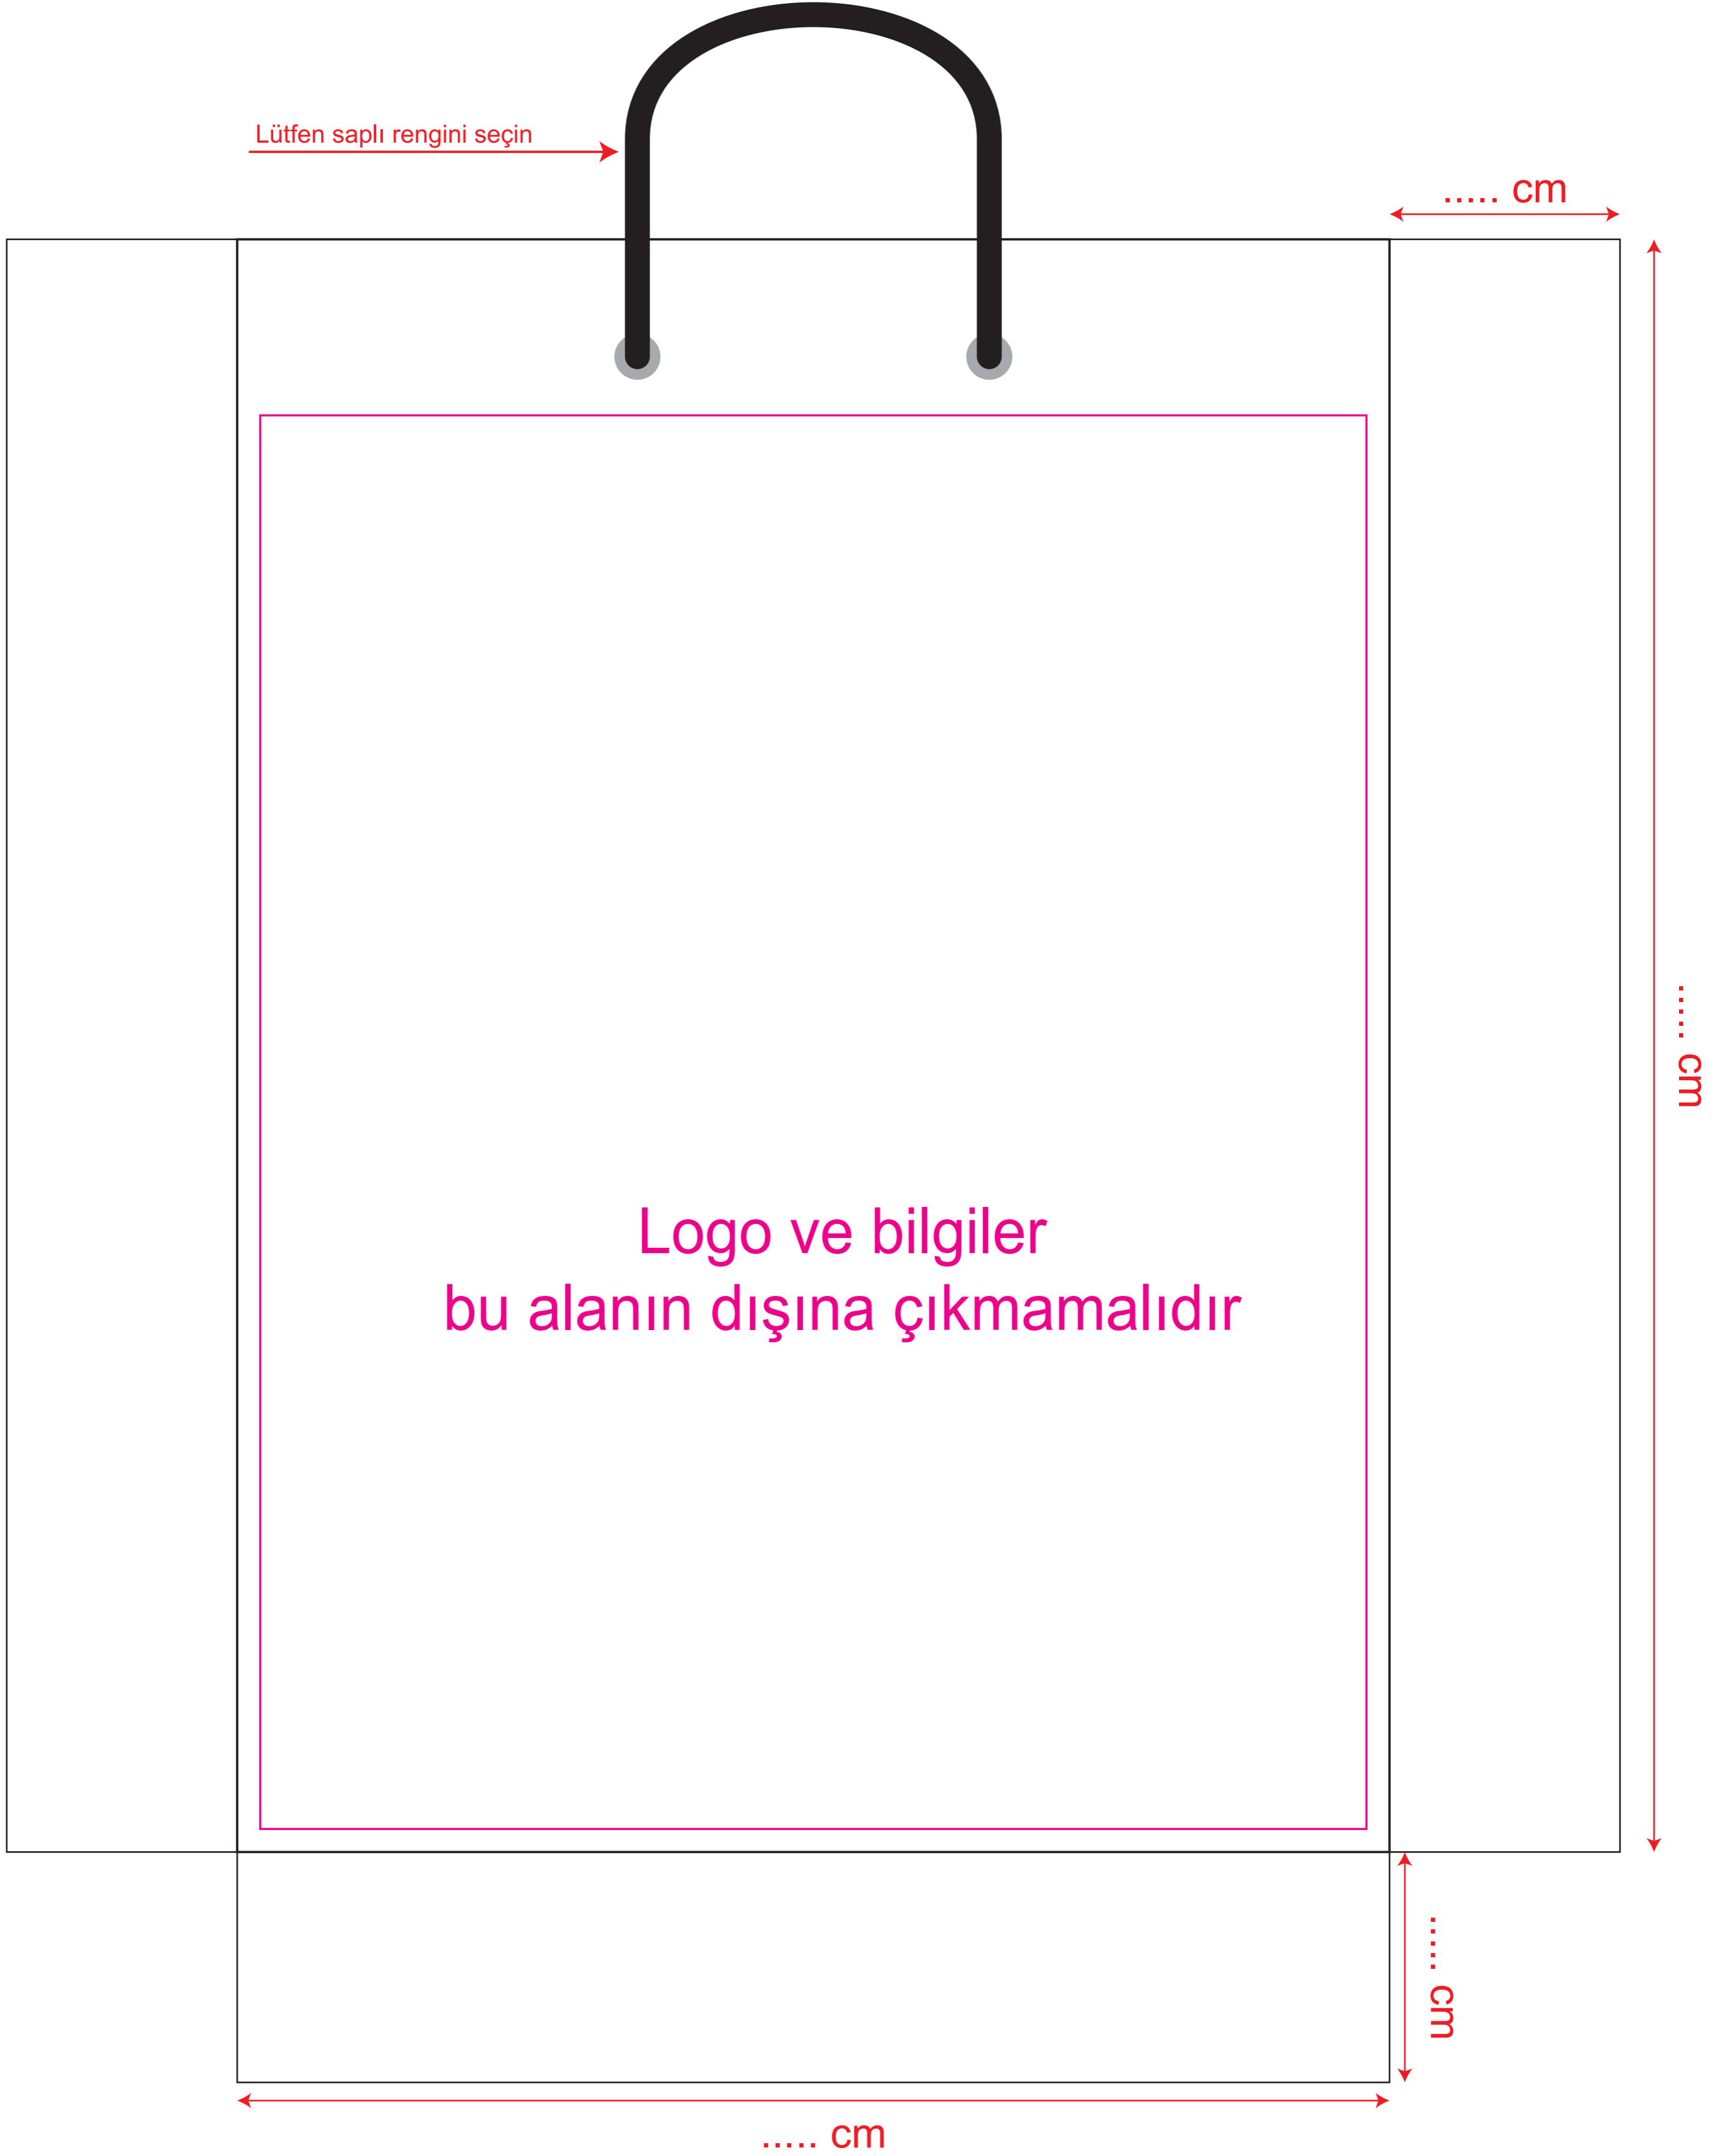 Lütfen saplı rengini seçin
..... cm
..... cm
Logo ve bilgiler
bu alanın dışına çıkmamalıdır
..... cm
..... cm